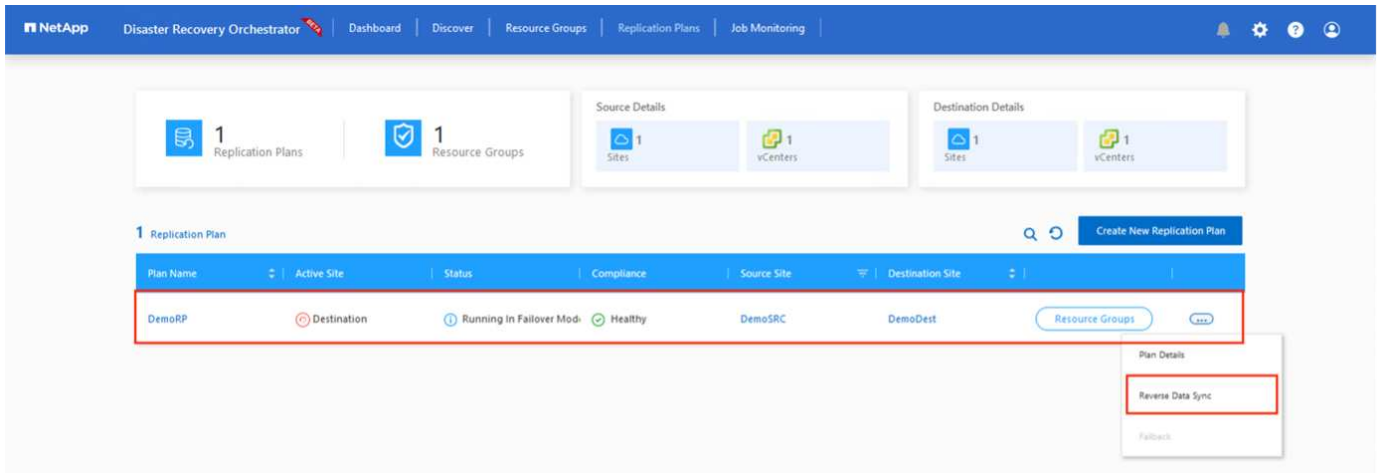 NetApp Disaster Recovery Orchestrator BETA Dashboard Discover Resource Groups Replication Plans Job Monitoring
Source Details Destination Details
1 Replication Plans 1 Resource Groups 1 Sites 1 vCenters 1 Sites 1 vCenters
1 Replication Plan Create New Replication Plan
Plan Name Active Site Status Compliance Source Site Destination Site
DemoRP Destination Running In Failover Mod Healthy DemoSRC DemoDest Resource Groups ...
Plan Details
Reverse Data Sync
Failback